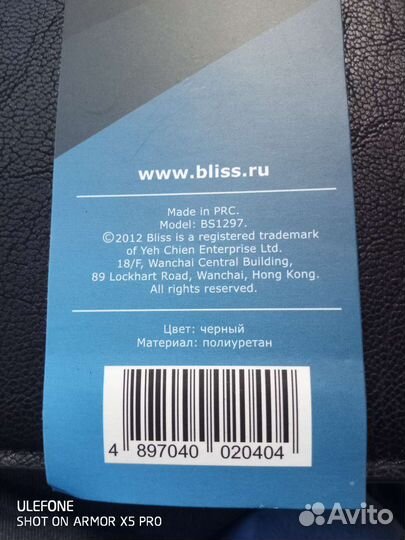 www.bliss.ru
Made in PRC.
Model: BS1297.
©2012 Bliss is a registered trademark
of Yeh Chien Enterprise Ltd.
18/F, Wanchai Central Building,
89 Lockhart Road, Wanchai, Hong Kong.
All rights reserved.
Цвет: черный
Материал: полиуретан
4 897040 020404
ULEFONE
SHOT ON ARMOR X5 PRO
Avito